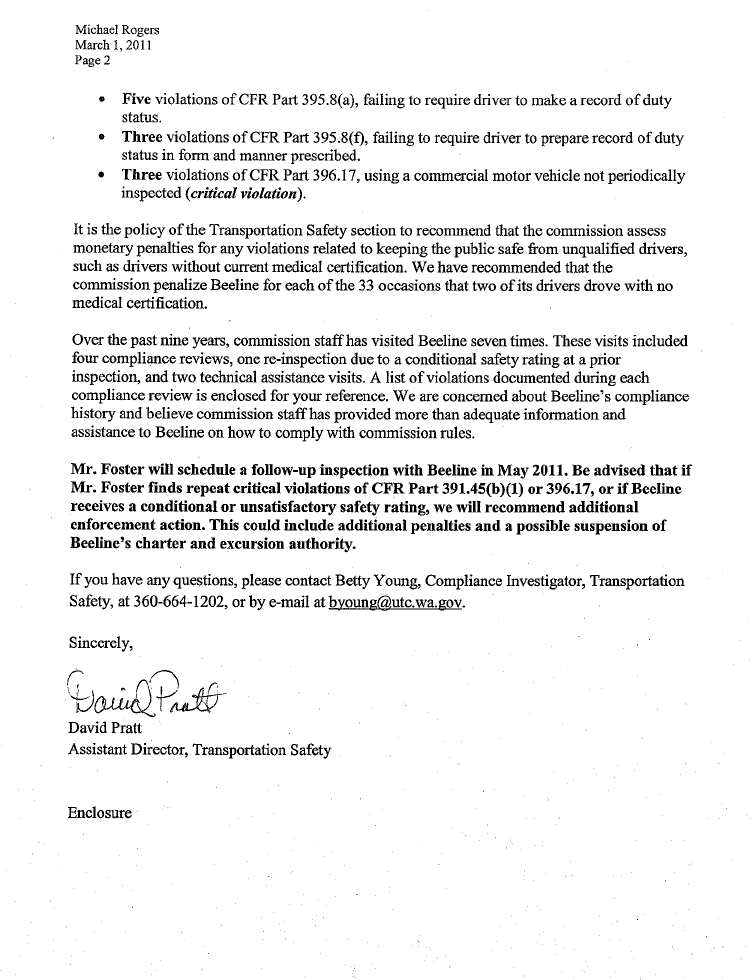 Michael Rogers
March 1, 2011
Page 2
• Five violations of CFR Part 395.8(a), failing to require driver to make a record of duty
status.
• Three violations of CFR Part 395.8(f), failing to require driver to prepare record of duty
status in form and manner prescribed.
• Three violations of CFR Part 396.17, using a commercial motor vehicle not periodically
inspected (critical violation).
It is the policy of the Transportation Safety section to recommend that the commission assess
monetary penalties for any violations related to keeping the public safe from unqualified drivers,
such as drivers without current medical certification. We have recommended that the
commission penalize Beeline for each of the 33 occasions that two of its drivers drove with no
medical certification.
Over the past nine years, commission staff has visited Beeline seven times. These visits included
four compliance reviews, one re-inspection due to a conditional safety rating at a prior
inspection, and two technical assistance visits. A list of violations documented during each
compliance review is enclosed for your reference. We are concerned about Beeline's compliance
history and believe commission staff has provided more than adequate information and
assistance to Beeline on how to comply with commission rules.
Mr. Foster will schedule a follow-up inspection with Beeline in May 2011. Be advised that if
Mr. Foster finds repeat critical violations of CFR Part 391.45(b)(1) or 396.17, or if Beeline
receives a conditional or unsatisfactory safety rating, we will recommend additional
enforcement action. This could include additional penalties and a possible suspension of
Beeline's charter and excursion authority.
If you have any questions, please contact Betty Young, Compliance Investigator, Transportation
Safety, at 360-664-1202, or by e-mail at byoung@utc.wa.gov.
Sincerely,
David Pratt
David Pratt
Assistant Director, Transportation Safety
Enclosure